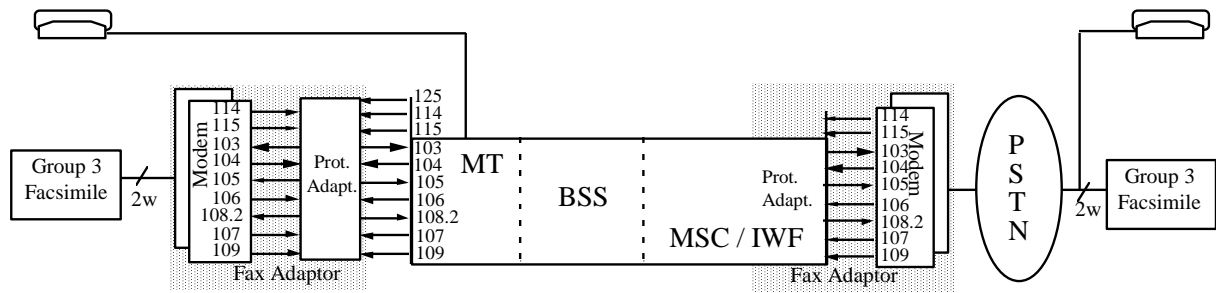 Group 3
Facsimile
2w
Modem
114
115
103
104
105
106
108.2
107
109
Prot.
Adapt.
Fax Adaptor
125
114
115
103
104
105
106
108.2
107
109
MT
BSS
MSC / IWF
Prot.
Adapt.
Fax Adaptor
114
115
103
104
105
106
108.2
107
109
Modem
P
S
T
N
2w
Group 3
Facsimile